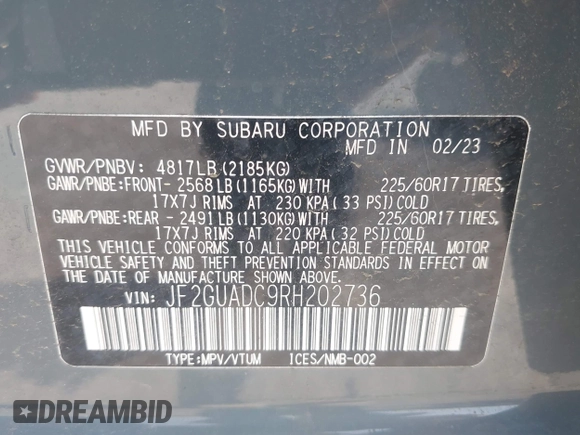 MFD BY SUBARU CORPORATION
MFD IN 02/23
GVWR/PNBV: 4817LB(2185KG)
GAWR/PNBE:FRONT- 2568LB(1165KG)WITH 225/60R17 TIRES,
17X7J RIMS AT 230 KPA(33 PSI)COLD
GAWR/PNBE:REAR - 2491LB(1130KG)WITH 225/60R17 TIRES,
17X7J RIMS AT 220 KPA(32 PSI)COLD
THIS VEHICLE CONFORMS TO ALL APPLICABLE FEDERAL MOTOR
VEHICLE SAFETY AND THEFT PREVENTION STANDARDS IN
EFFECT ON THE DATE OF MANUFACTURE SHOWN ABOVE.
VIN: JF2GUADC9RH202736
TYPE:MPV/VTUM ICES/NMB-002
DREAMBID